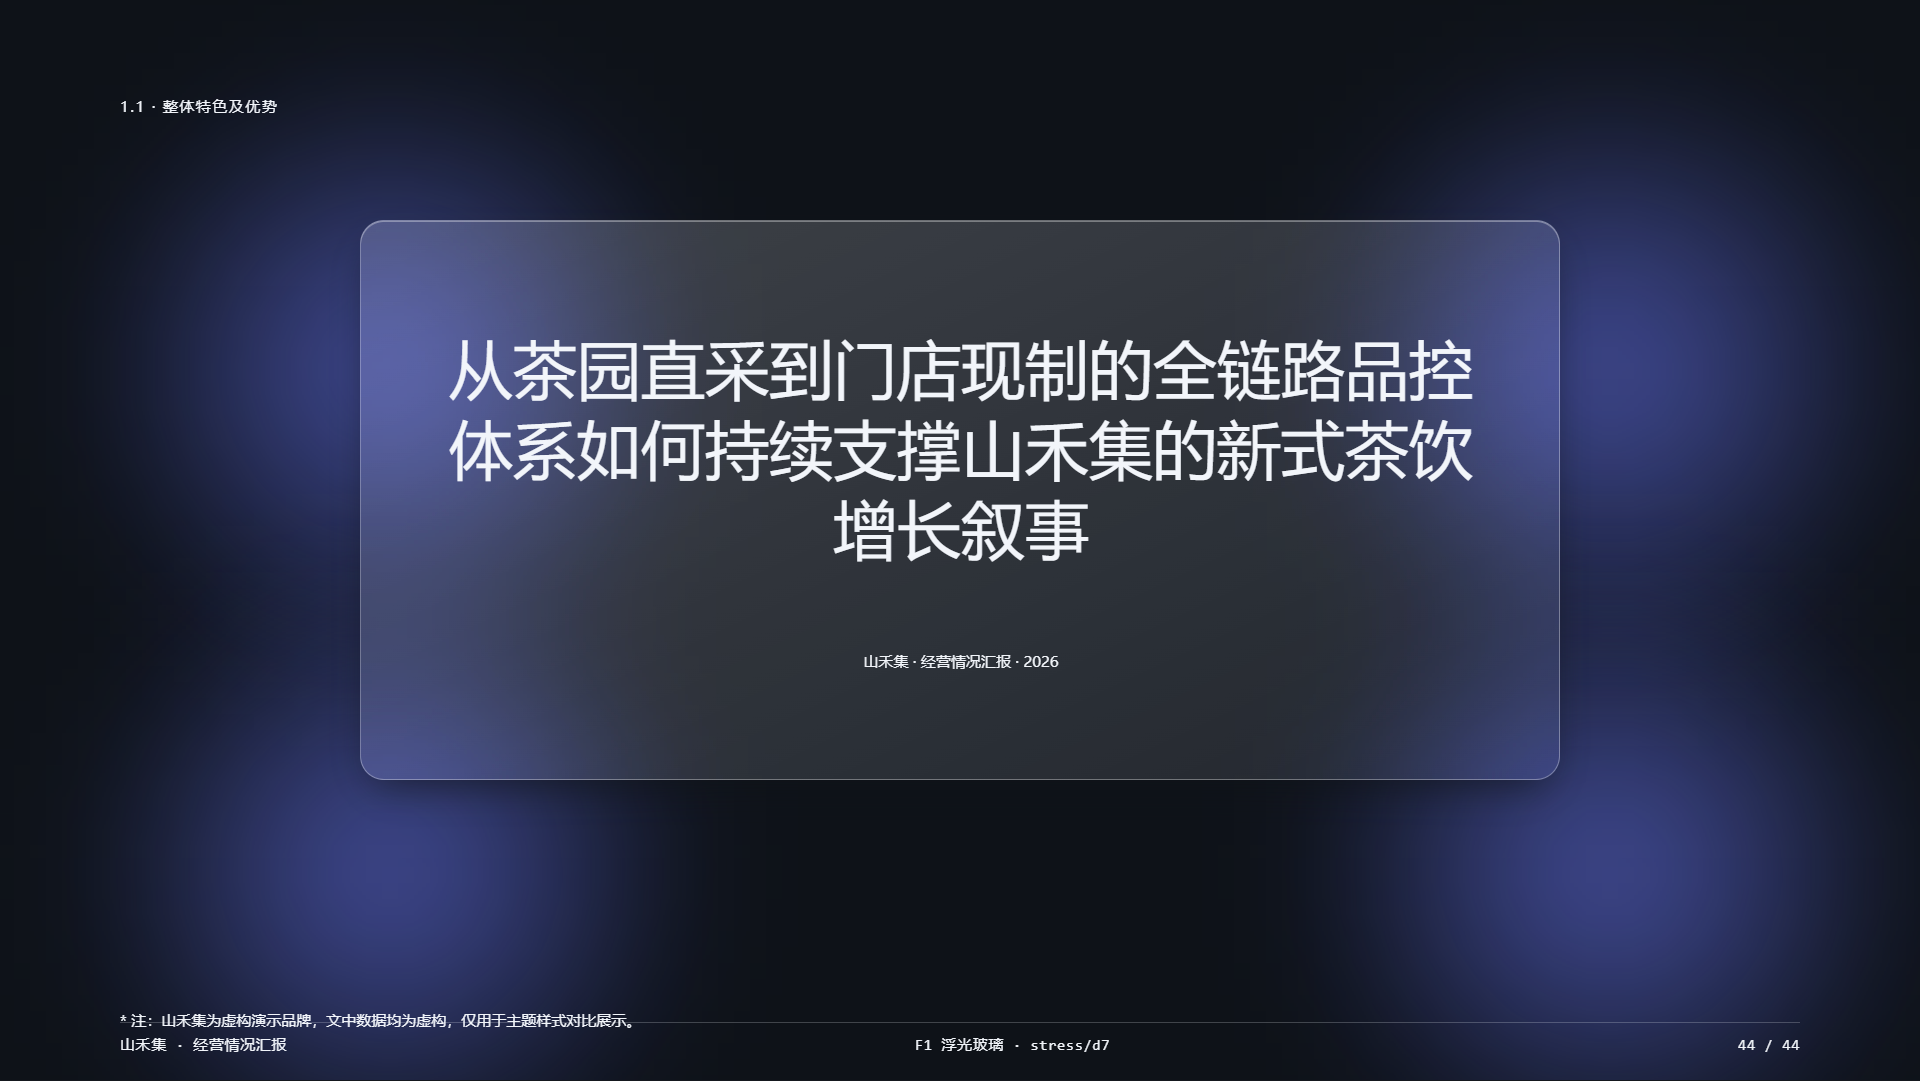 1.1 · 整体特色及优势
从茶园直采到门店现制的全链路品控
体系如何持续支撑山禾集的新式茶饮
增长叙事
山禾集 · 经营情况汇报 · 2026
* 注：山禾集为虚构演示品牌，文中数据均为虚构，仅用于主题样式对比展示。
山禾集 · 经营情况汇报
F1 浮光玻璃 · stress/d7
44 / 44